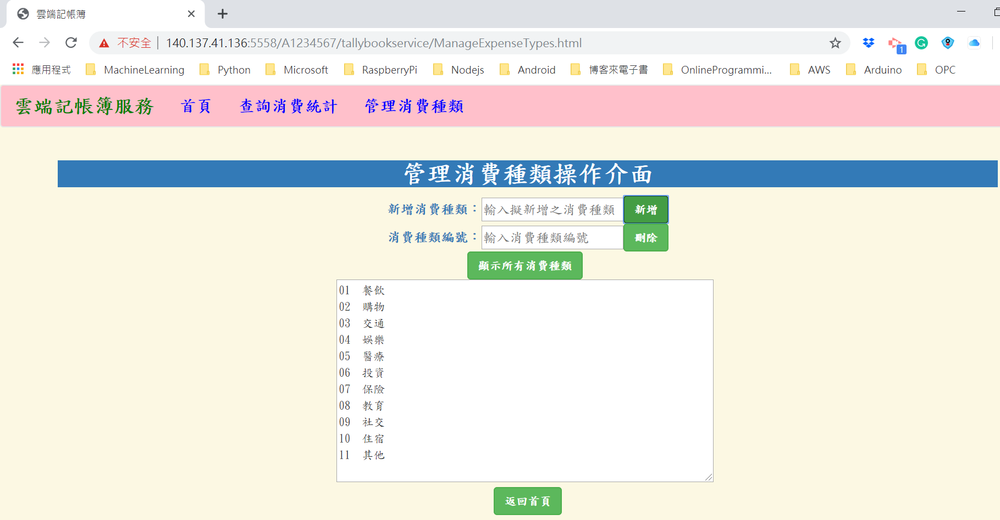 雲端記帳簿
不安全 140.137.41.136:5558/A1234567/tallybookservice/ManageExpenseTypes.html
1
應用程式 MachineLearning Python Microsoft RaspberryPi Nodejs Android 博客來電子書 OnlineProgrammi... AWS Arduino OPC
雲端記帳簿服務 首頁 查詢消費統計 管理消費種類
管理消費種類操作介面
新增消費種類： 輸入擬新增之消費種類 新增
消費種類編號： 輸入消費種類編號 刪除
顯示所有消費種類
01 餐飲
02 購物
03 交通
04 娛樂
05 醫療
06 投資
07 保險
08 教育
09 社交
10 住宿
11 其他
返回首頁